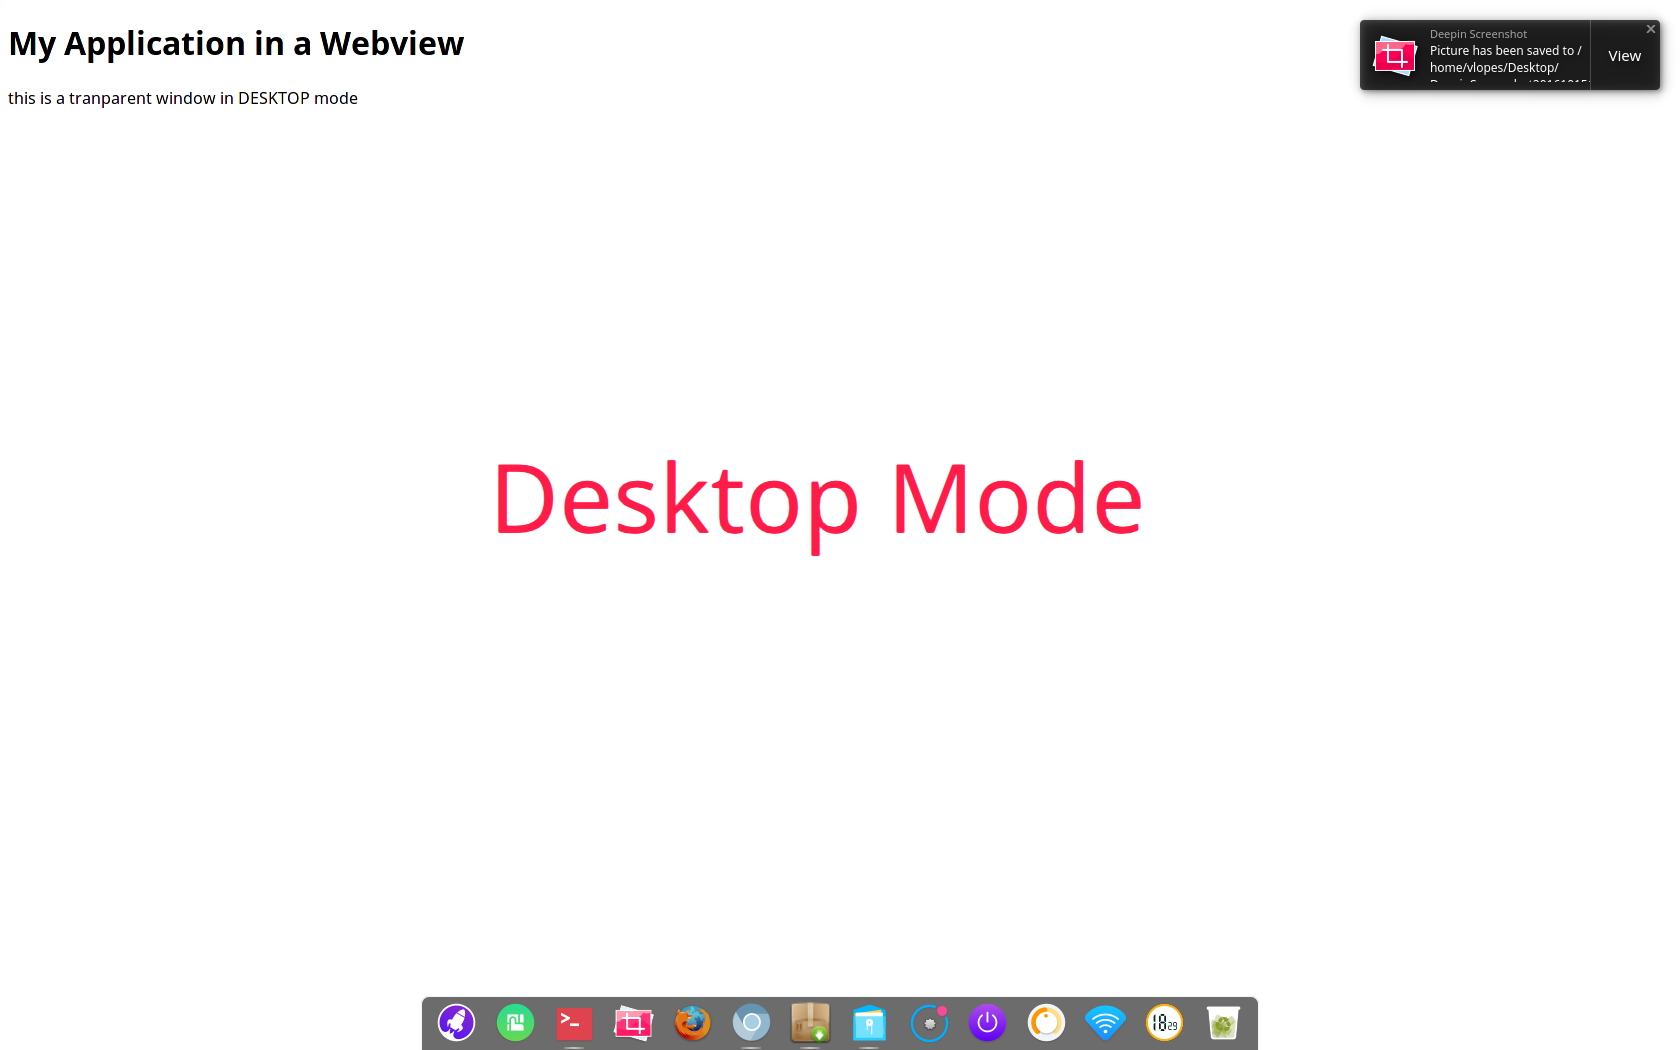 My Application in a Webview
this is a tranparent window in DESKTOP mode
Deepin Screenshot
Picture has been saved to /
home/vlopes/Desktop/
View
Desktop Mode
>-
18 29